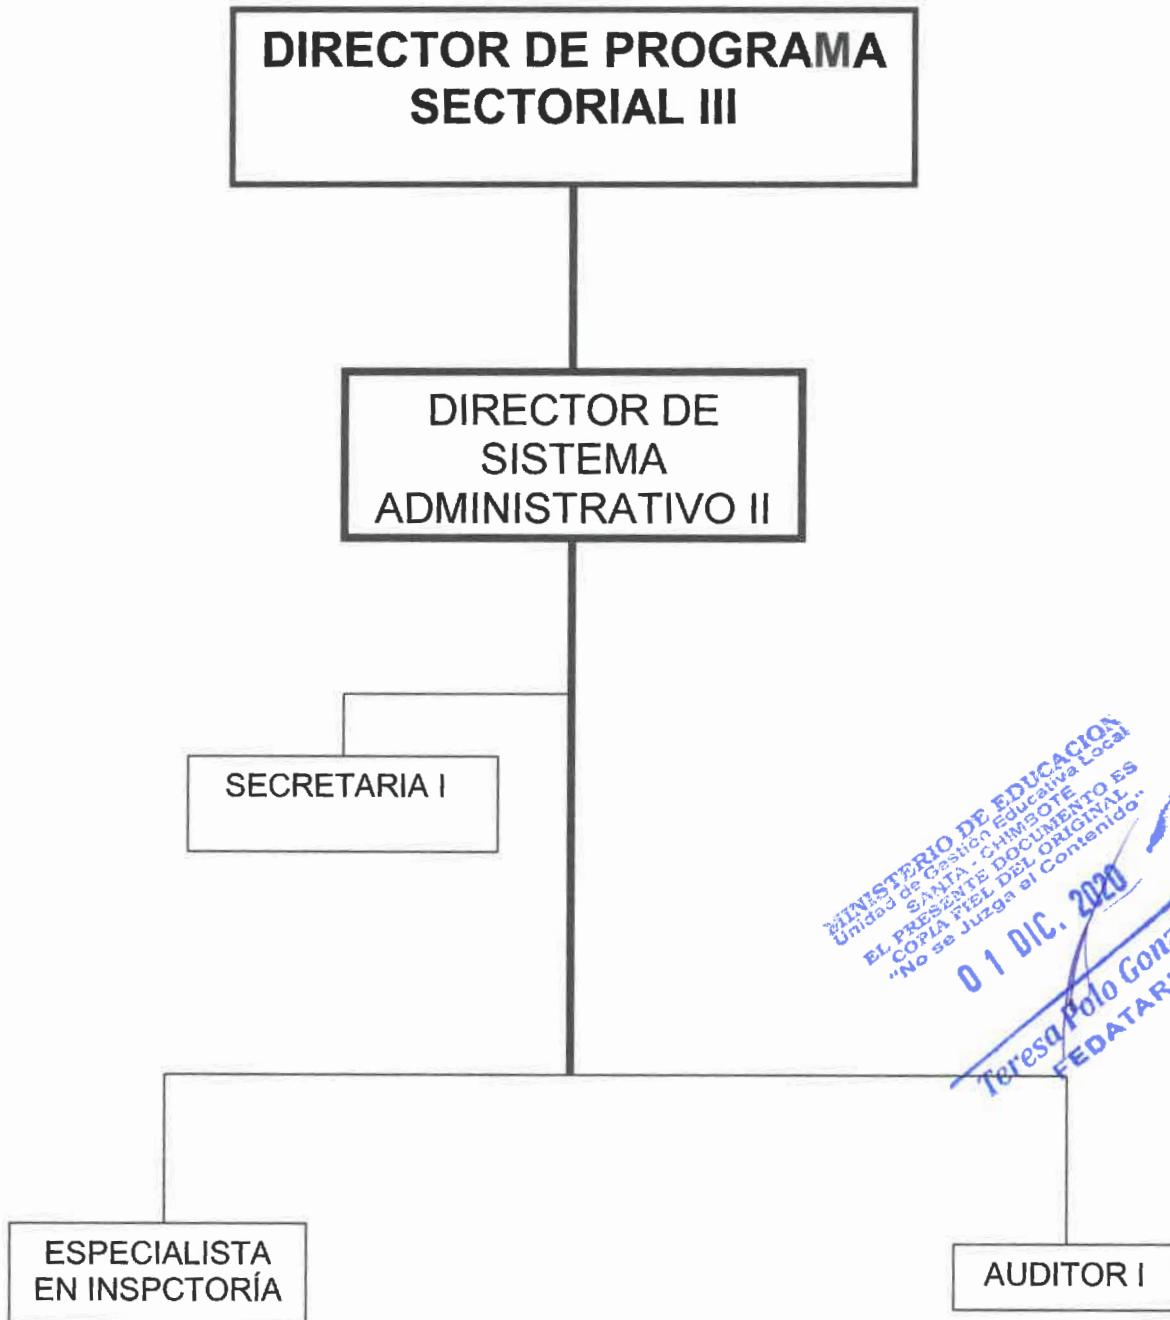 DIRECTOR DE PROGRAMA
SECTORIAL III
DIRECTOR DE
SISTEMA
ADMINISTRATIVO II
SECRETARIA I
MINISTERIO DE EDUCACION
Unidad de Gestión Educativa Local
SANTA - CHIMBOTE
EL PRESENTE DOCUMENTO ES
COPIA FIEL DEL ORIGINAL
"No se Juzga el Contenido"
01 DIC. 2020
Teresa Polo
ESPECIALISTA
EN INSPCTORÍA
AUDITOR I